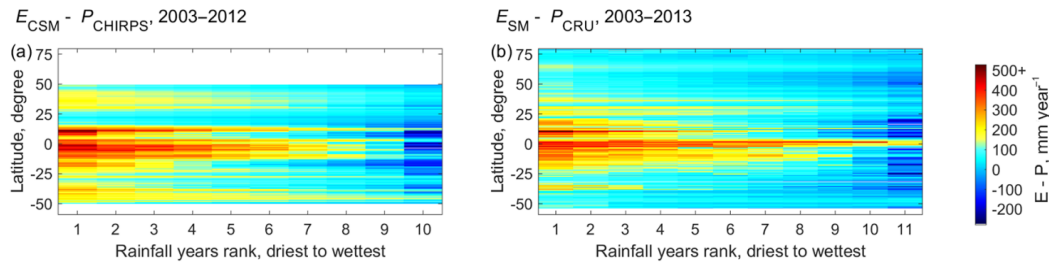 E_CSM - P_CHIRPS, 2003–2012
E_SM - P_CRU, 2003–2013
(a)
75
50
25
0
-25
-50
Latitude, degree
1 2 3 4 5 6 7 8 9 10
Rainfall years rank, driest to wettest
(b)
75
50
25
0
-25
-50
Latitude, degree
1 2 3 4 5 6 7 8 9 10 11
Rainfall years rank, driest to wettest
500+
400
300
200
100
0
-100
-200
E - P, mm year⁻¹